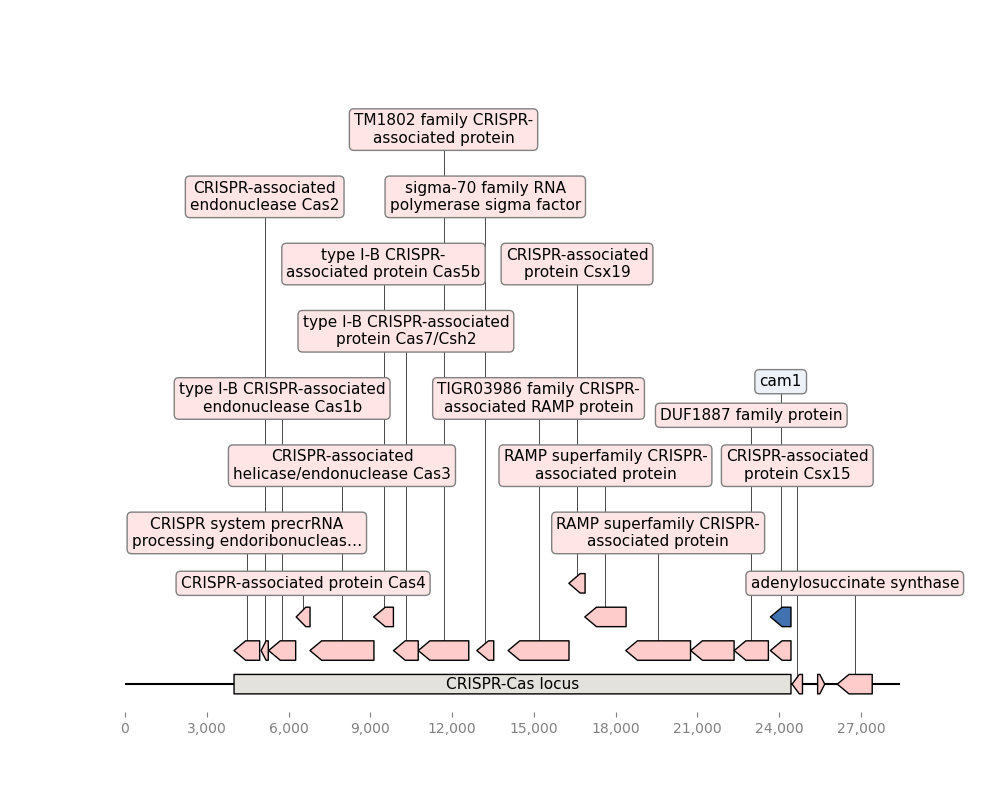 TM1802 family CRISPR-
associated protein
CRISPR-associated
endonuclease Cas2
sigma-70 family RNA
polymerase sigma factor
type I-B CRISPR-
associated protein Cas5b
CRISPR-associated
protein Csx19
type I-B CRISPR-associated
protein Cas7/Csh2
type I-B CRISPR-associated
endonuclease Cas1b
TIGR03986 family CRISPR-
associated RAMP protein
cam1
DUF1887 family protein
CRISPR-associated
helicase/endonuclease Cas3
RAMP superfamily CRISPR-
associated protein
CRISPR-associated
protein Csx15
CRISPR system precrRNA
processing endoribonucleas...
RAMP superfamily CRISPR-
associated protein
CRISPR-associated protein Cas4
adenylosuccinate synthase
CRISPR-Cas locus
0 3,000 6,000 9,000 12,000 15,000 18,000 21,000 24,000 27,000